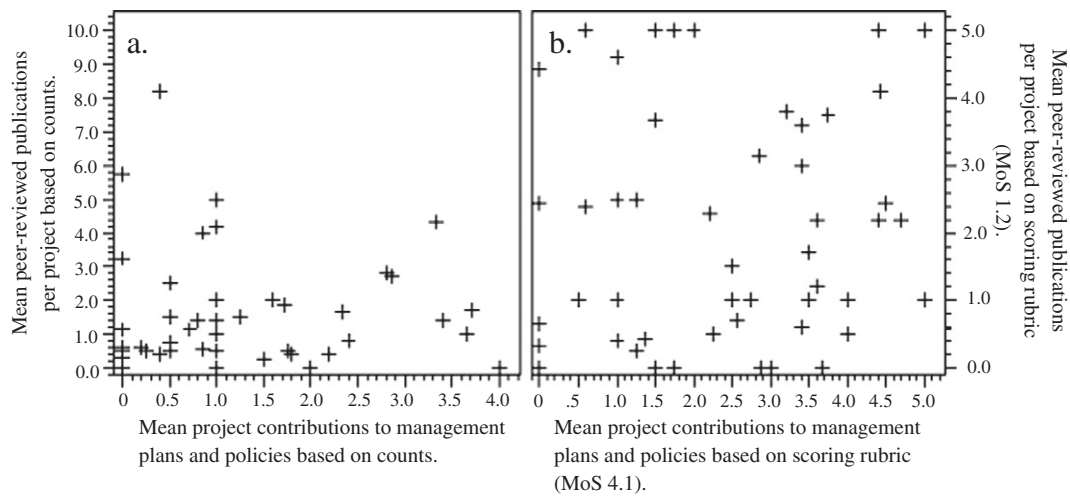 a.
b.
10.0
9.0
8.0
7.0
6.0
5.0
4.0
3.0
2.0
1.0
0.0
Mean peer-reviewed publications
per project based on counts.
0 0.5 1.0 1.5 2.0 2.5 3.0 3.5 4.0
Mean project contributions to management
plans and policies based on counts.
0 .5 1.0 1.5 2.0 2.5 3.0 3.5 4.0 4.5 5.0
Mean project contributions to management
plans and policies based on scoring rubric
(MoS 4.1).
5.0
4.0
3.0
2.0
1.0
0.0
Mean peer-reviewed publications
per project based on scoring rubric
(MoS 1.2).